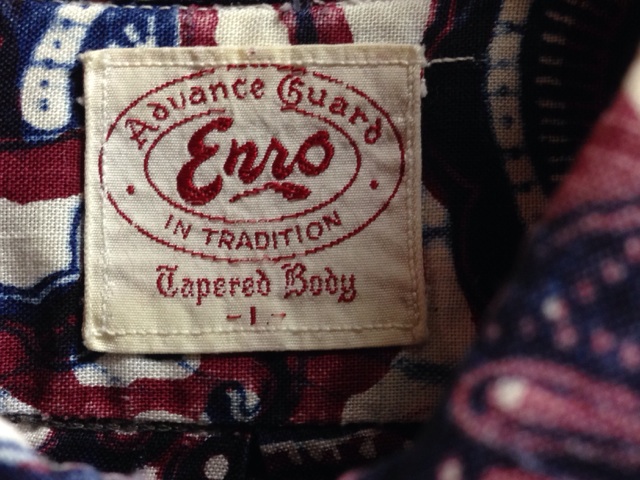 Advance Guard
Enro
IN TRADITION
Tapered Body
- L -